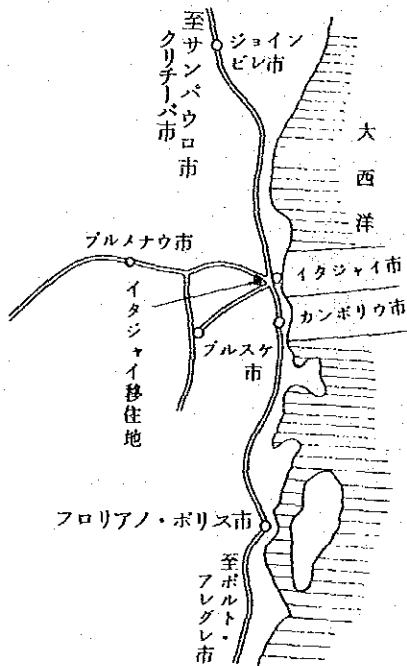 至サンパウロ市
クリチーバ市
ジョイン
ビレ市
大西洋
ブルメナウ市
イタジャイ市
イタジャイ移住地
カンボリウ市
ブルスケ
市
フロリアノ・ポリス市
至ポルト・
アレグレ市